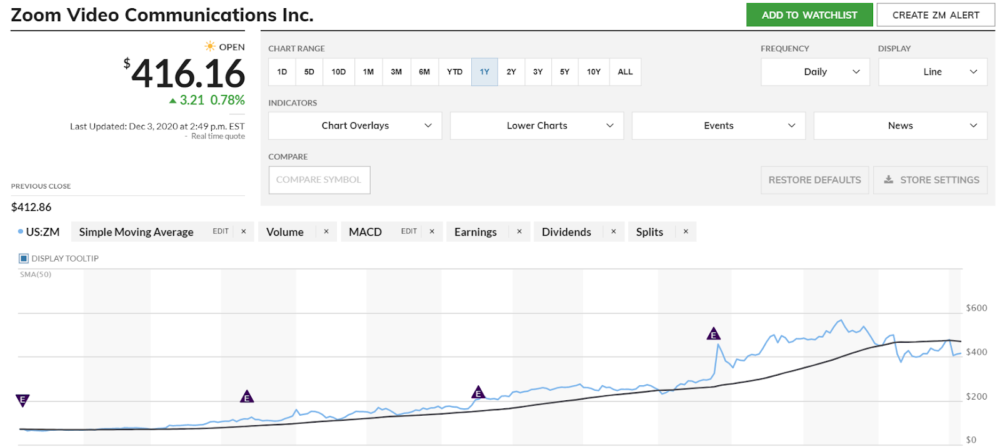 Zoom Video Communications Inc.
ADD TO WATCHLIST
CREATE ZM ALERT
OPEN
$416.16
3.21 0.78%
Last Updated: Dec 3, 2020 at 2:49 p.m. EST
- Real time quote
PREVIOUS CLOSE
$412.86
CHART RANGE
1D 5D 10D 1M 3M 6M YTD 1Y 2Y 3Y 5Y 10Y ALL
FREQUENCY
Daily
DISPLAY
Line
INDICATORS
Chart Overlays
Lower Charts
Events
News
COMPARE
COMPARE SYMBOL
RESTORE DEFAULTS
STORE SETTINGS
US:ZM
Simple Moving Average EDIT ×
Volume ×
MACD EDIT ×
Earnings ×
Dividends ×
Splits ×
DISPLAY TOOLTIP
SMA(50)
$600
E
$400
E
E
E
$200
$0